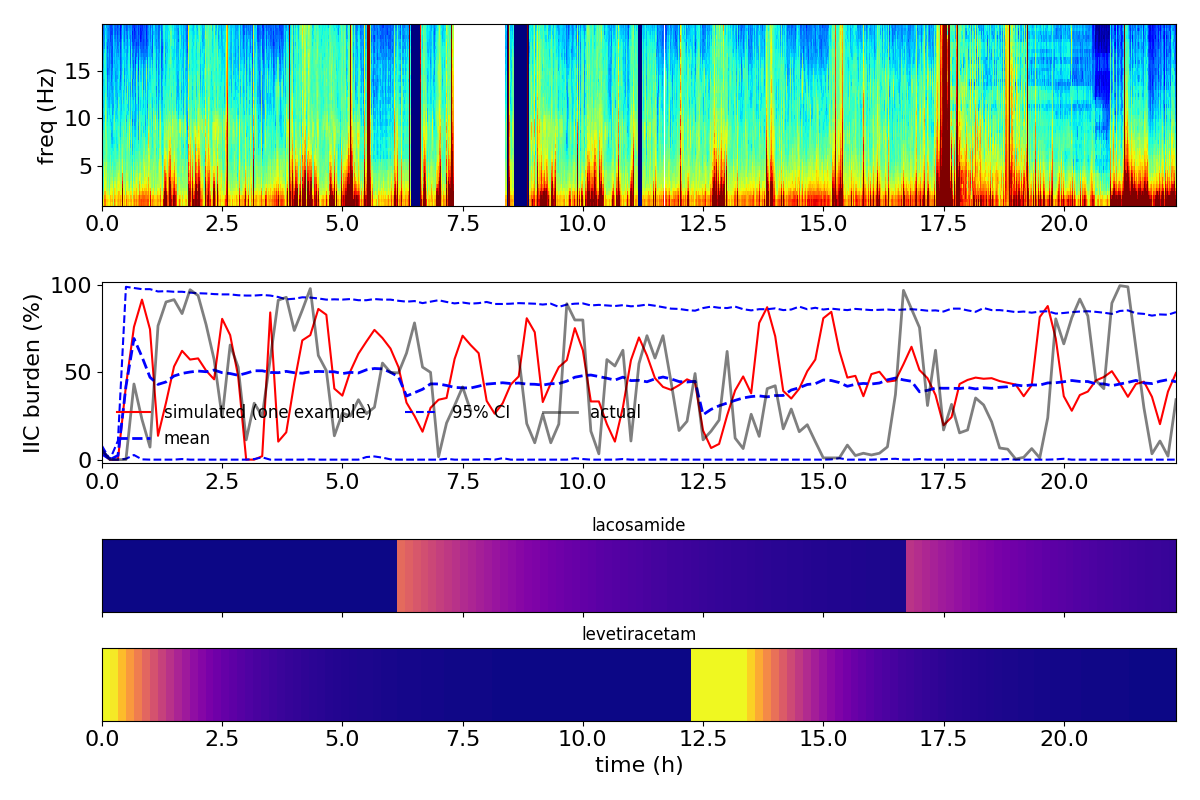 freq (Hz)
15
10
5
0.0 2.5 5.0 7.5 10.0 12.5 15.0 17.5 20.0
IIC burden (%)
100
50
0
simulated (one example) 95% CI actual
mean
0.0 2.5 5.0 7.5 10.0 12.5 15.0 17.5 20.0
lacosamide
levetiracetam
0.0 2.5 5.0 7.5 10.0 12.5 15.0 17.5 20.0
time (h)